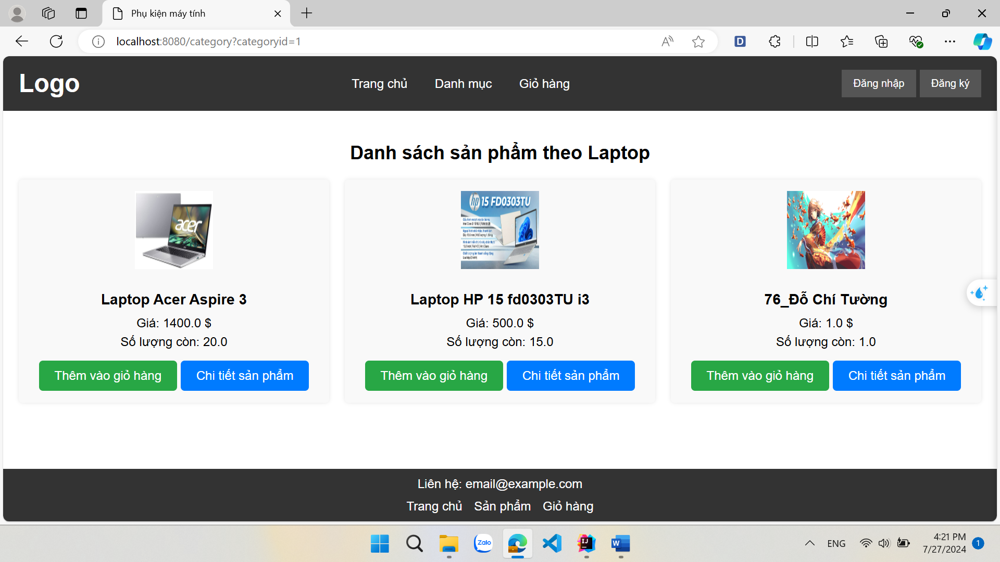 Phụ kiện máy tính
localhost:8080/category?categoryid=1
D
Logo
Trang chủ
Danh mục
Giỏ hàng
Đăng nhập
Đăng ký
Danh sách sản phẩm theo Laptop
acer
hp 15 FD0303TU
Laptop Acer Aspire 3
Giá: 1400.0 $
Số lượng còn: 20.0
Thêm vào giỏ hàng
Chi tiết sản phẩm
Laptop HP 15 fd0303TU i3
Giá: 500.0 $
Số lượng còn: 15.0
Thêm vào giỏ hàng
Chi tiết sản phẩm
76_Đỗ Chí Tường
Giá: 1.0 $
Số lượng còn: 1.0
Thêm vào giỏ hàng
Chi tiết sản phẩm
Liên hệ: email@example.com
Trang chủ
Sản phẩm
Giỏ hàng
Zalo
IJ
W
ENG
4:21 PM
7/27/2024
1